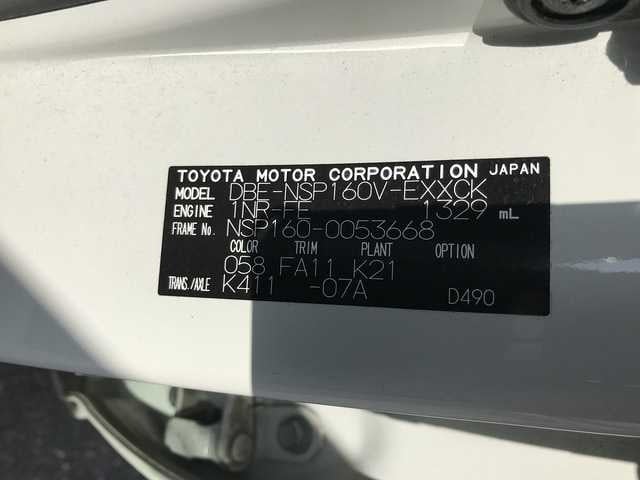 TOYOTA MOTOR CORPORATION JAPAN
MODEL DBE-NSP160V-EXXCK
ENGINE 1NR-FE 1329 mL
FRAME No. NSP160-0053668
COLOR TRIM PLANT OPTION
058 FA11 K21
TRANS./AXLE K411 -07A D490